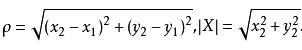 ρ = √((x₂ − x₁)² + (y₂ − y₁)²), |X| = √(x₂² + y₂²).